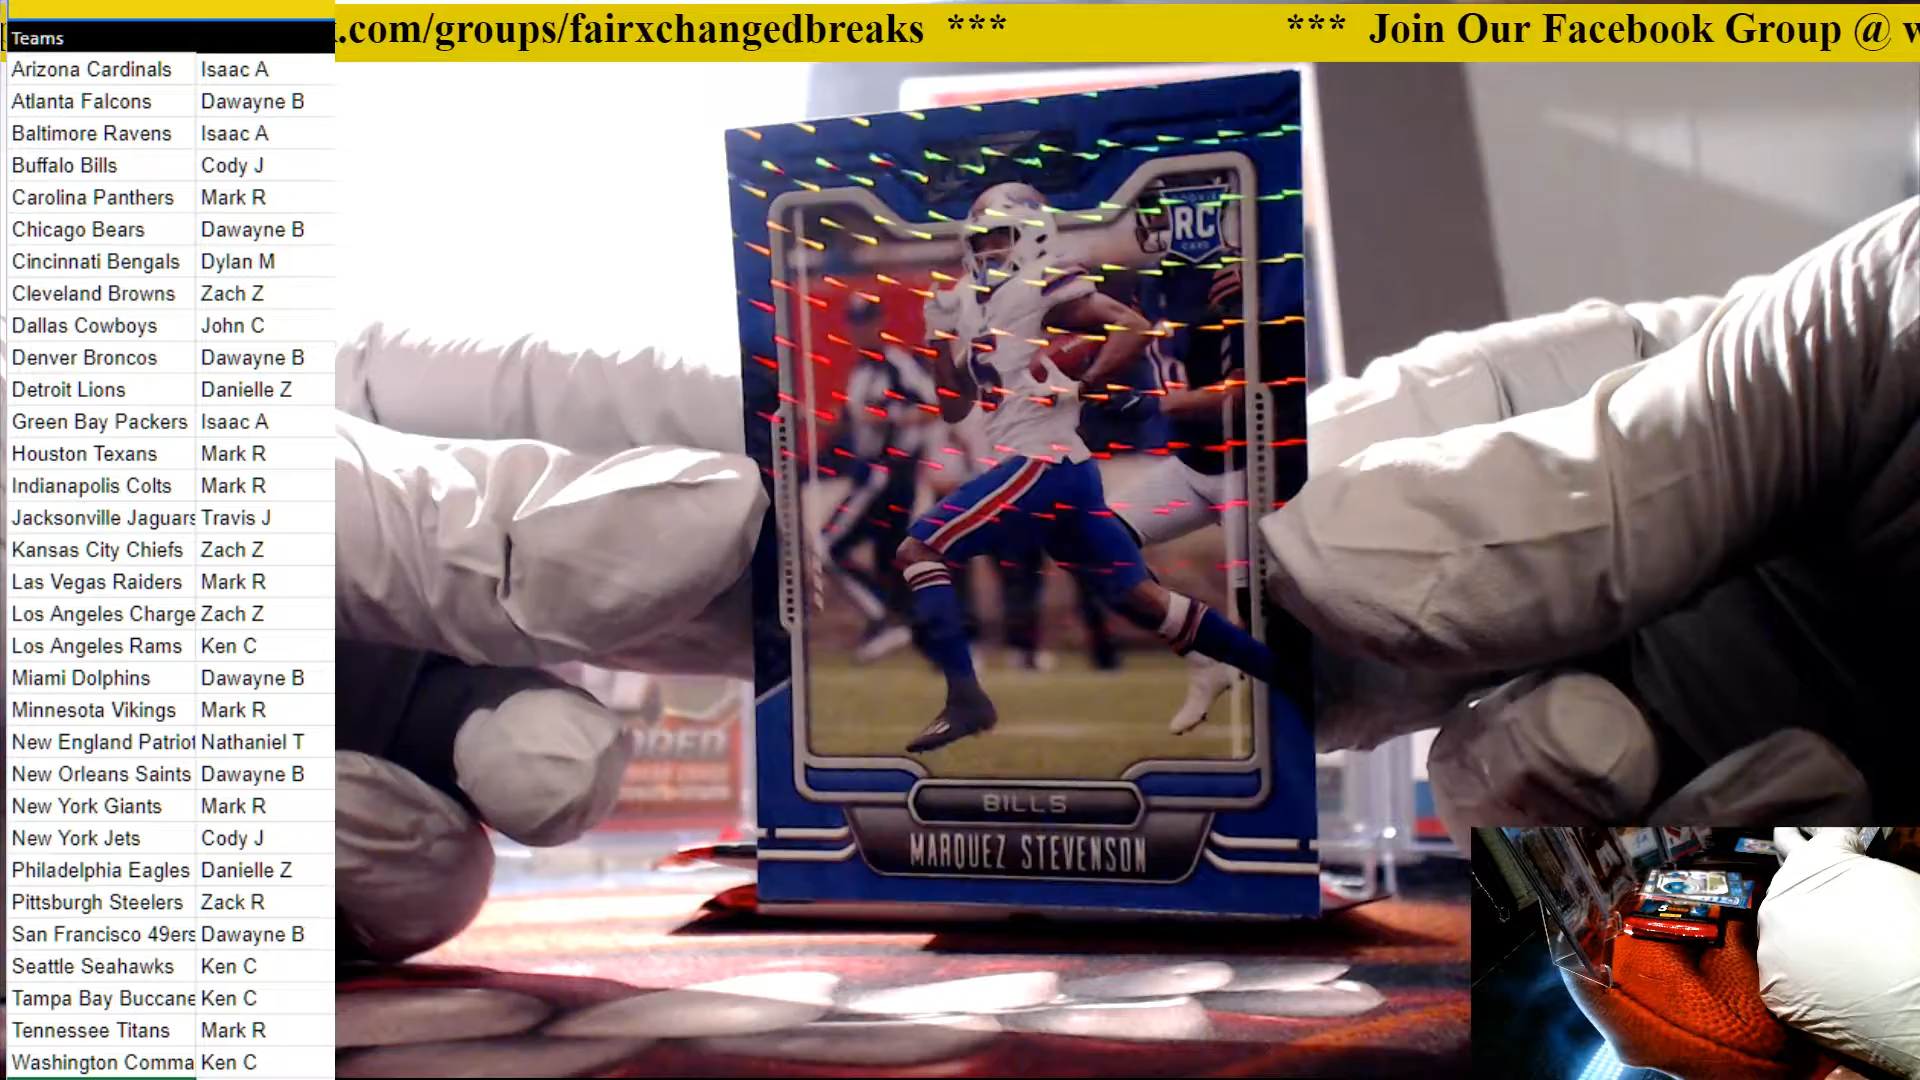 .com/groups/fairxchangedbreaks *** *** Join Our Facebook Group @ w
Teams
Arizona Cardinals Isaac A
Atlanta Falcons Dawayne B
Baltimore Ravens Isaac A
Buffalo Bills Cody J
Carolina Panthers Mark R
Chicago Bears Dawayne B
Cincinnati Bengals Dylan M
Cleveland Browns Zach Z
Dallas Cowboys John C
Denver Broncos Dawayne B
Detroit Lions Danielle Z
Green Bay Packers Isaac A
Houston Texans Mark R
Indianapolis Colts Mark R
Jacksonville Jaguars Travis J
Kansas City Chiefs Zach Z
Las Vegas Raiders Mark R
Los Angeles Charge Zach Z
Los Angeles Rams Ken C
Miami Dolphins Dawayne B
Minnesota Vikings Mark R
New England Patriot Nathaniel T
New Orleans Saints Dawayne B
New York Giants Mark R
New York Jets Cody J
Philadelphia Eagles Danielle Z
Pittsburgh Steelers Zack R
San Francisco 49ers Dawayne B
Seattle Seahawks Ken C
Tampa Bay Buccane Ken C
Tennessee Titans Mark R
Washington Comma Ken C
ROOKIE
RC
CARD
BILLS
MARQUEZ STEVENSON